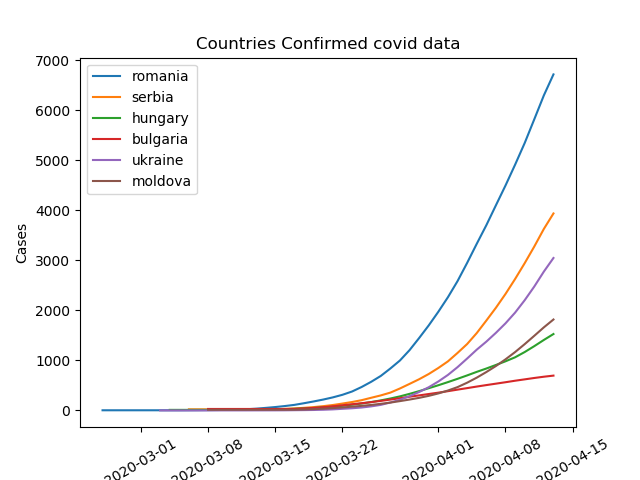 Countries Confirmed covid data
7000
6000
5000
4000
3000
2000
1000
0
Cases
romania
serbia
hungary
bulgaria
ukraine
moldova
2020-03-01
2020-03-08
2020-03-15
2020-03-22
2020-04-01
2020-04-08
2020-04-15